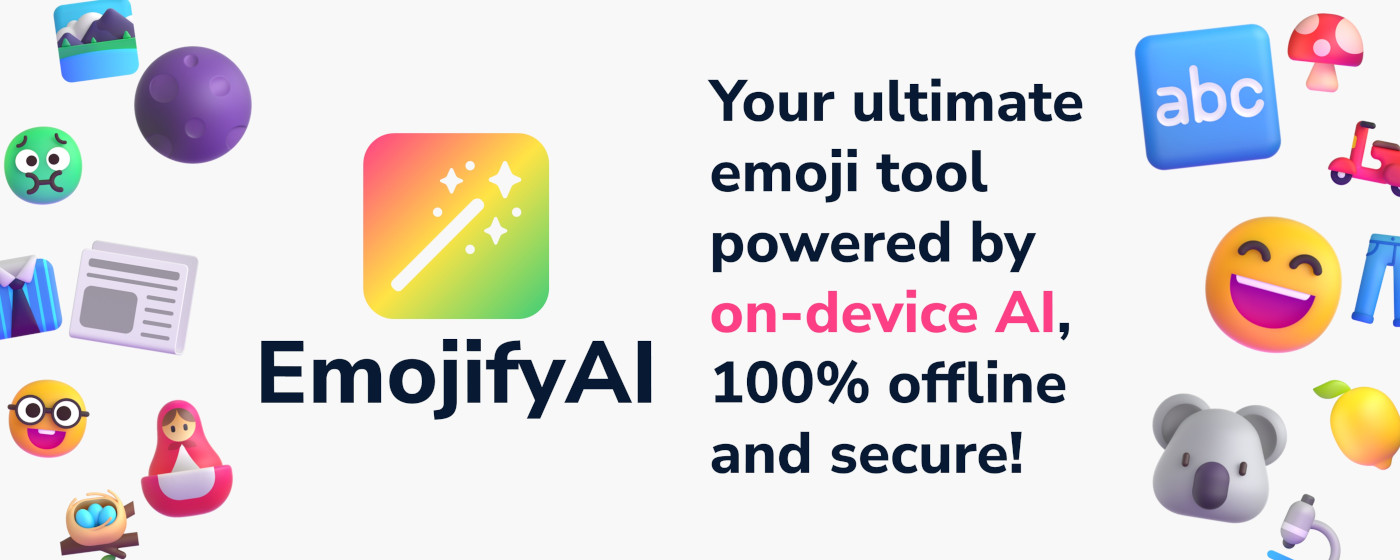 EmojifyAI
Your ultimate
emoji tool
powered by
on-device AI,
100% offline
and secure!
abc